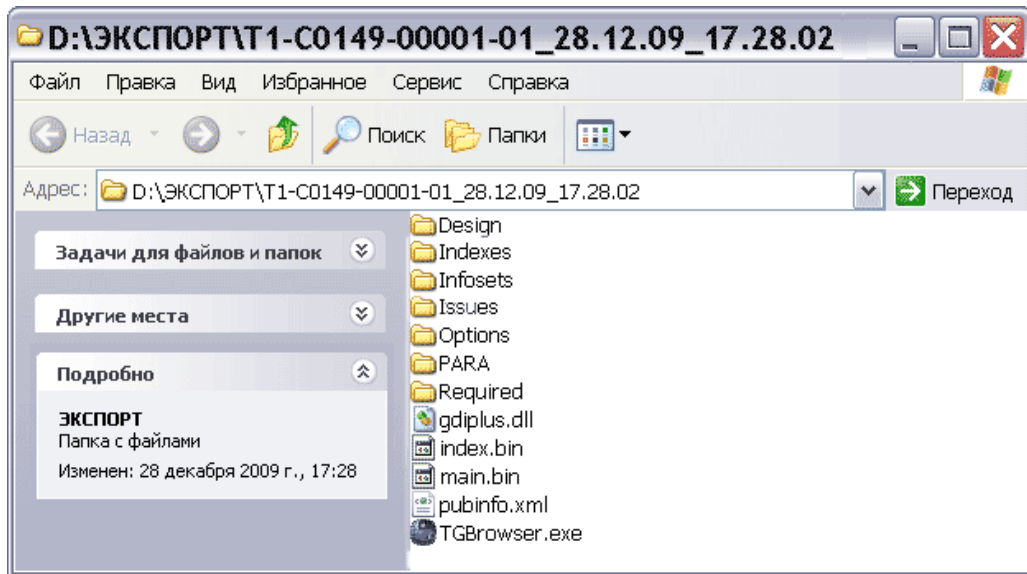 D:\ЭКСПОРТ\T1-C0149-00001-01_28.12.09_17.28.02
Файл Правка Вид Избранное Сервис Справка
Назад Поиск Папки
Адрес: D:\ЭКСПОРТ\T1-C0149-00001-01_28.12.09_17.28.02 Переход
Задачи для файлов и папок
Другие места
Подробно
ЭКСПОРТ
Папка с файлами
Изменен: 28 декабря 2009 г., 17:28
Design
Indexes
Infosets
Issues
Options
PARA
Required
gdiplus.dll
index.bin
main.bin
pubinfo.xml
TGBrowser.exe